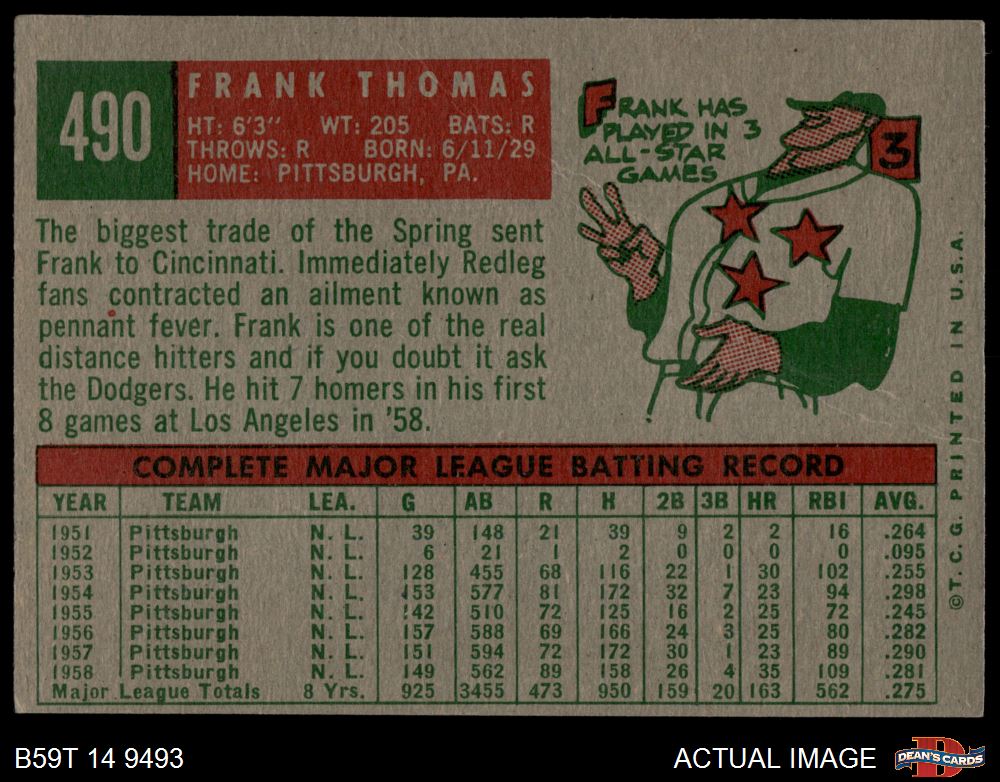 490
FRANK THOMAS
HT: 6'3" WT: 205 BATS: R
THROWS: R BORN: 6/11/29
HOME: PITTSBURGH, PA.
FRANK HAS
PLAYED IN 3
ALL-STAR
GAMES
3
The biggest trade of the Spring sent
Frank to Cincinnati. Immediately Redleg
fans contracted an ailment known as
pennant fever. Frank is one of the real
distance hitters and if you doubt it ask
the Dodgers. He hit 7 homers in his first
8 games at Los Angeles in '58.
COMPLETE MAJOR LEAGUE BATTING RECORD
YEAR TEAM LEA. G AB R H 2B 3B HR RBI AVG.
1951 Pittsburgh N. L. 39 148 21 39 9 2 2 16 .264
1952 Pittsburgh N. L. 6 21 1 2 0 0 0 0 .095
1953 Pittsburgh N. L. 128 455 68 116 22 1 30 102 .255
1954 Pittsburgh N. L. 153 577 81 172 32 7 23 94 .298
1955 Pittsburgh N. L. 142 510 72 125 16 2 25 72 .245
1956 Pittsburgh N. L. 157 588 69 166 24 3 25 80 .282
1957 Pittsburgh N. L. 151 594 72 172 30 1 23 89 .290
1958 Pittsburgh N. L. 149 562 89 158 26 4 35 109 .281
Major League Totals 8 Yrs. 925 3455 473 950 159 20 163 562 .275
©T. C. G. PRINTED IN U.S.A.
B59T 14 9493
ACTUAL IMAGE
D
DEAN'S CARDS